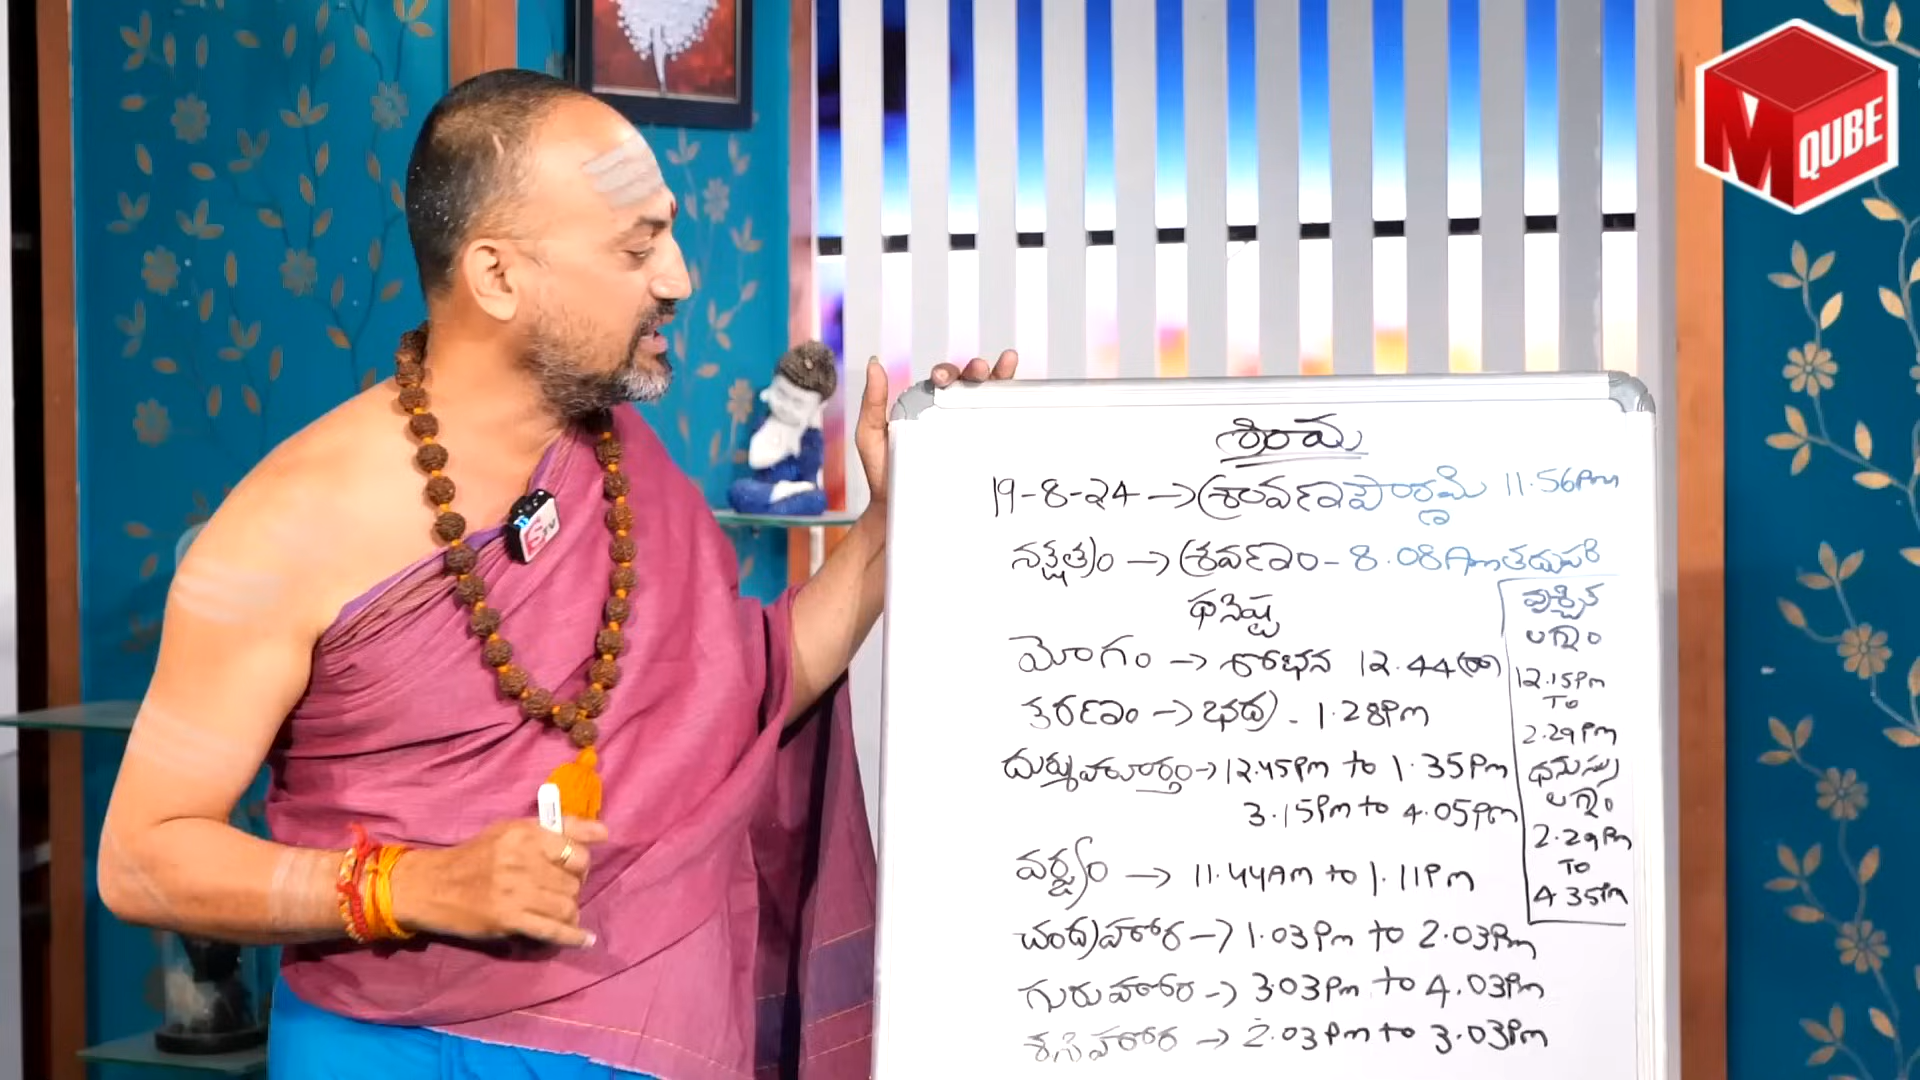 శ్రీరామ
19-8-24 → శ్రావణ పౌర్ణమి 11.56Pm
నక్షత్రం → శ్రవణం - 8.08Am తదుపరి
ధనిష్ఠ
యోగం → శోభన 12.44(రా)
కరణం → భద్ర - 1.28Pm
దుర్ముహూర్తం → 12.45Pm to 1.35Pm
3.15Pm to 4.05Pm
వర్జ్యం → 11.44Am to 1.11Pm
చంద్రహోర → 1.03Pm to 2.03Pm
గురుహోర → 3.03Pm to 4.03Pm
శనిహోర → 2.03Pm to 3.03Pm
వృశ్చిక
లగ్నం
12.15Pm
To
2.29Pm
ధనుస్సు
లగ్నం
2.29Pm
To
4.35Pm
M QUBE